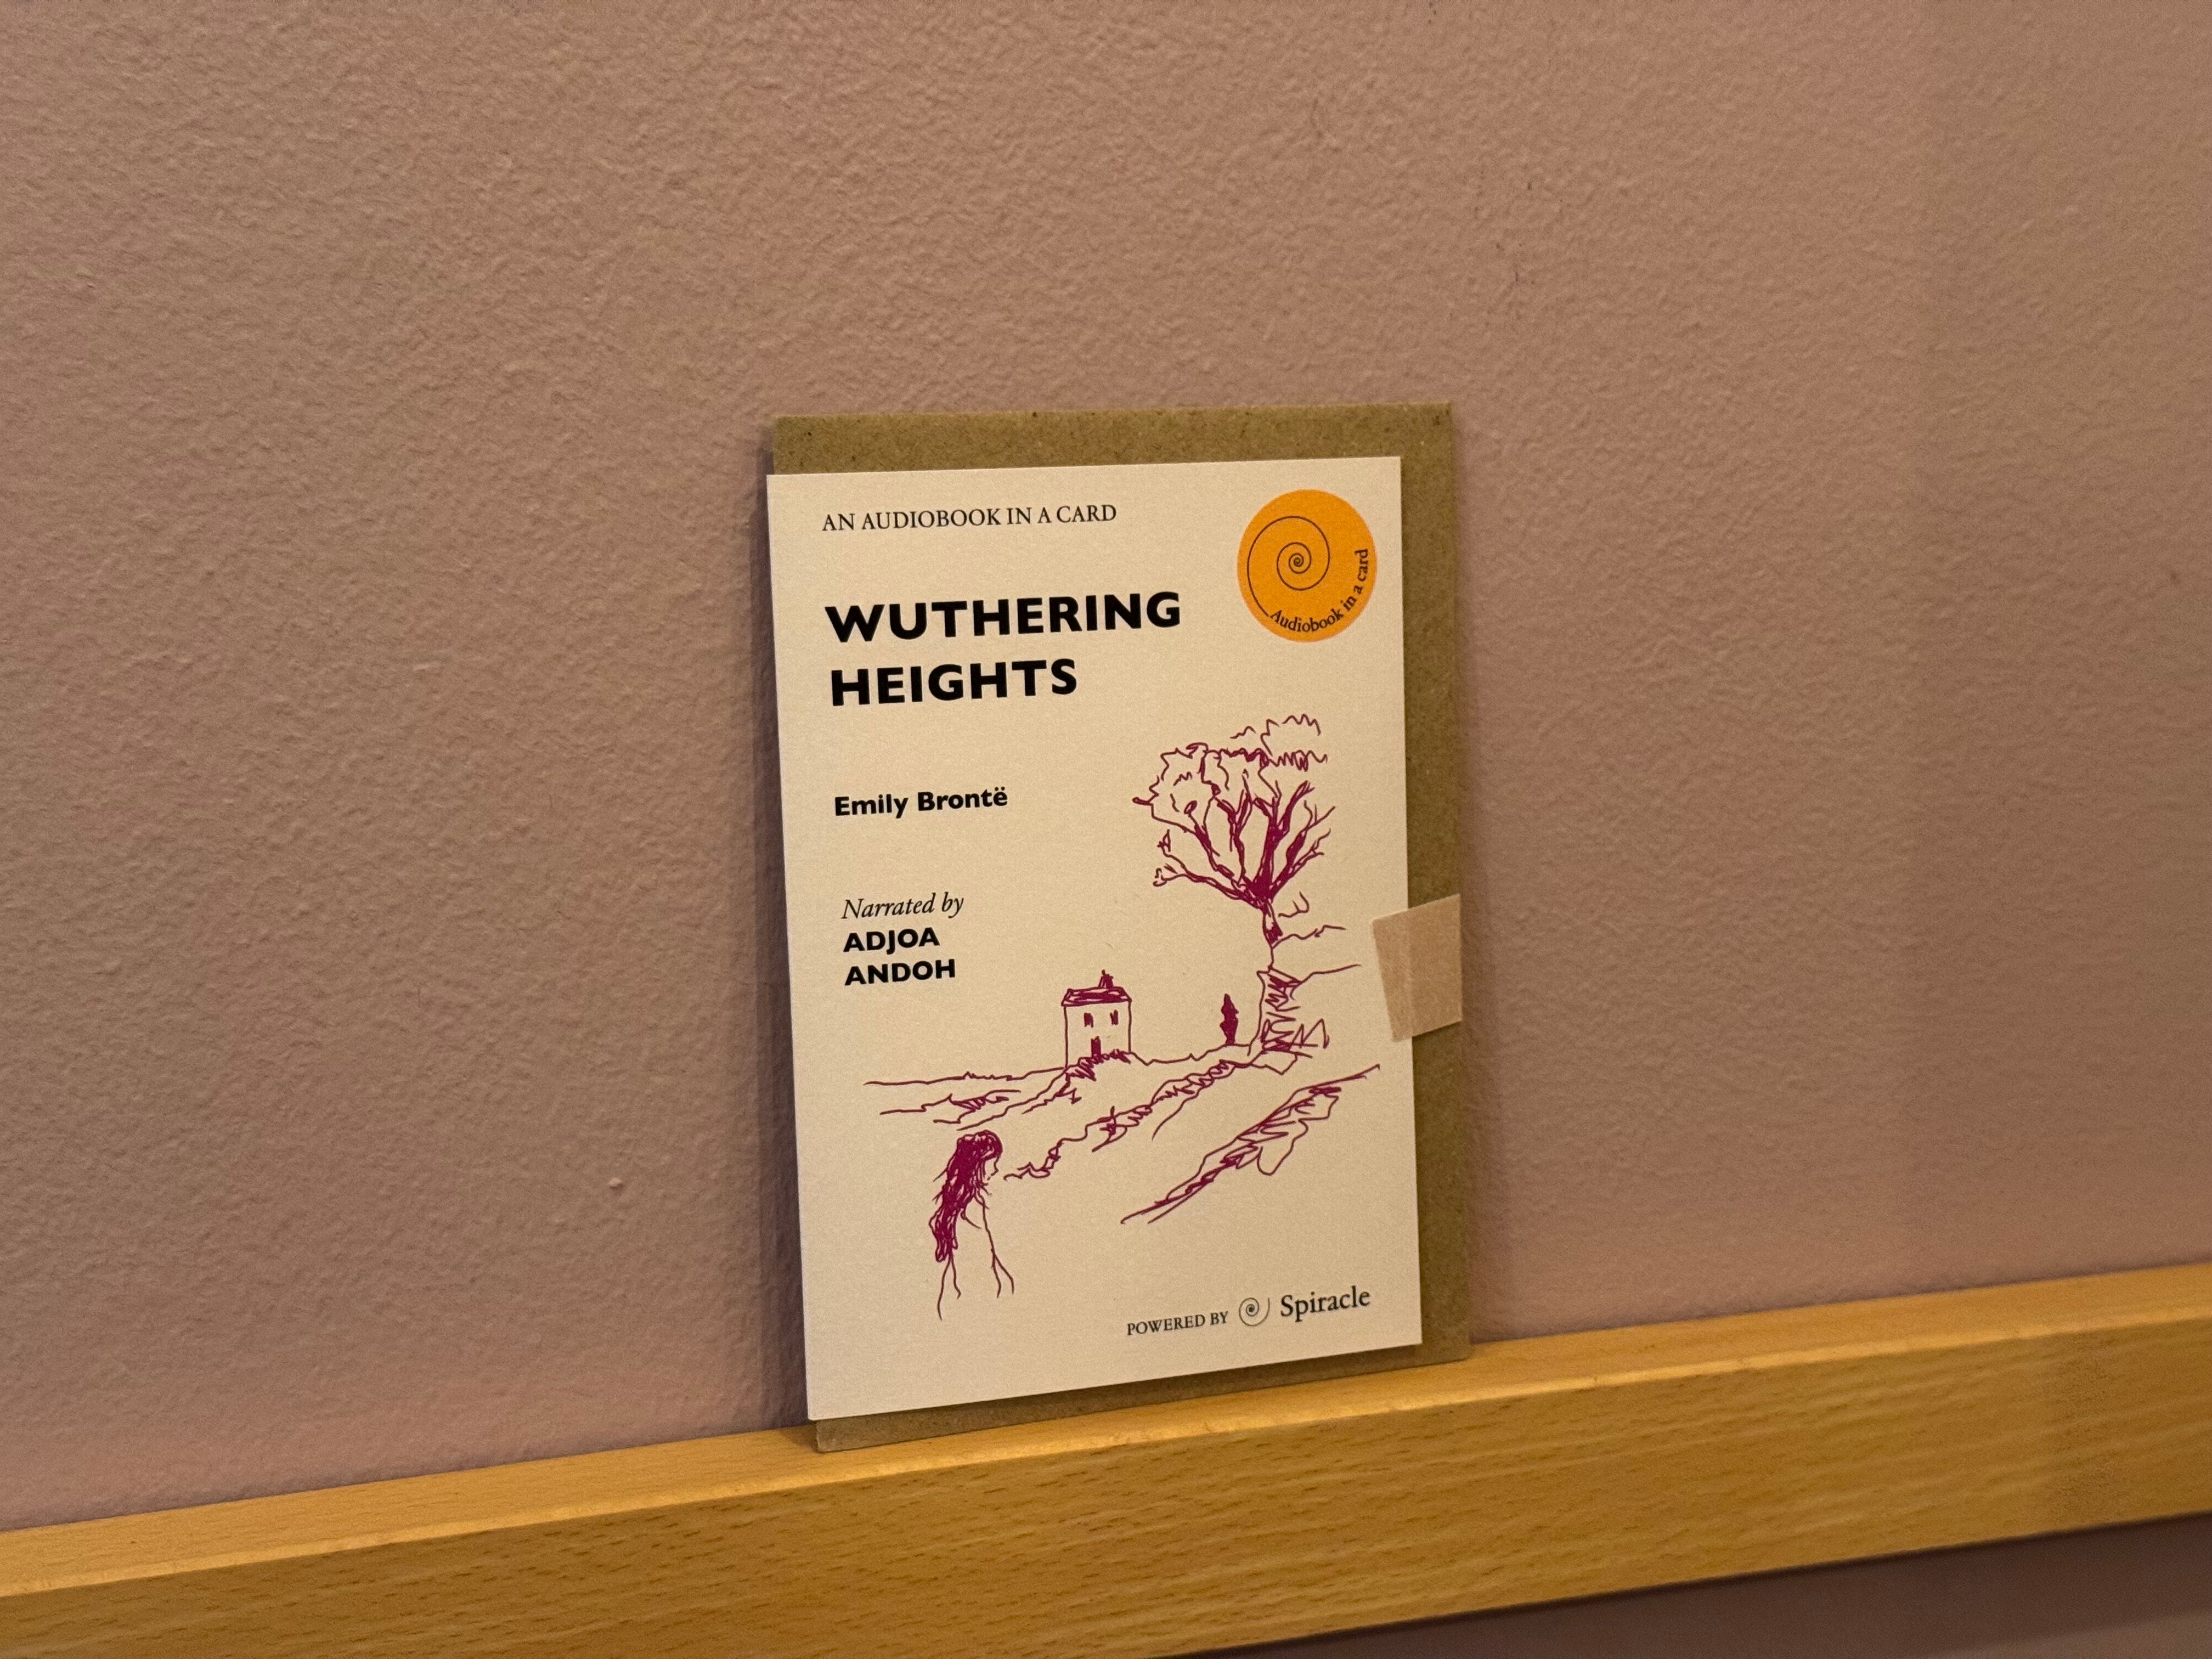 AN AUDIOBOOK IN A CARD
Audiobook in a card
WUTHERING
HEIGHTS
Emily Brontë
Narrated by
ADJOA
ANDOH
POWERED BY Spiracle